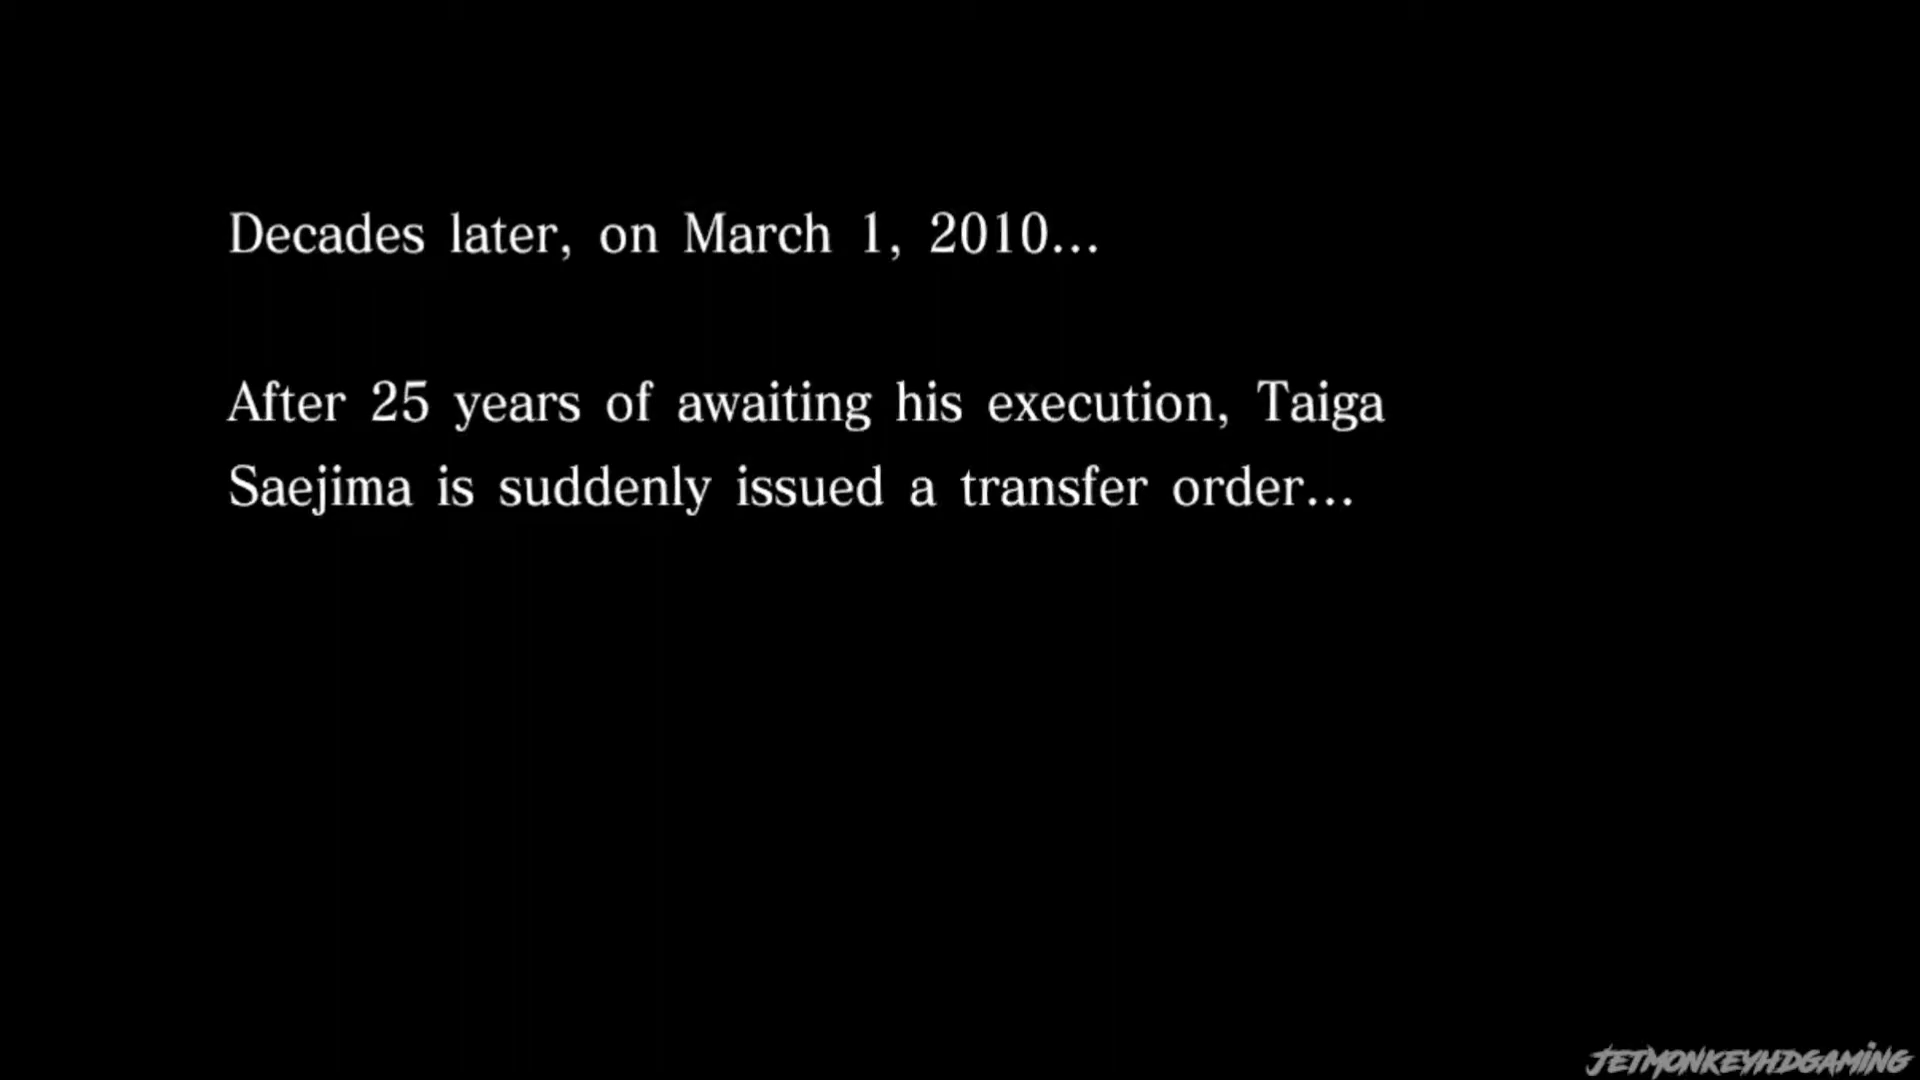 Decades later, on March 1, 2010...
After 25 years of awaiting his execution, Taiga
Saejima is suddenly issued a transfer order...
JETMONKEYHDGAMING